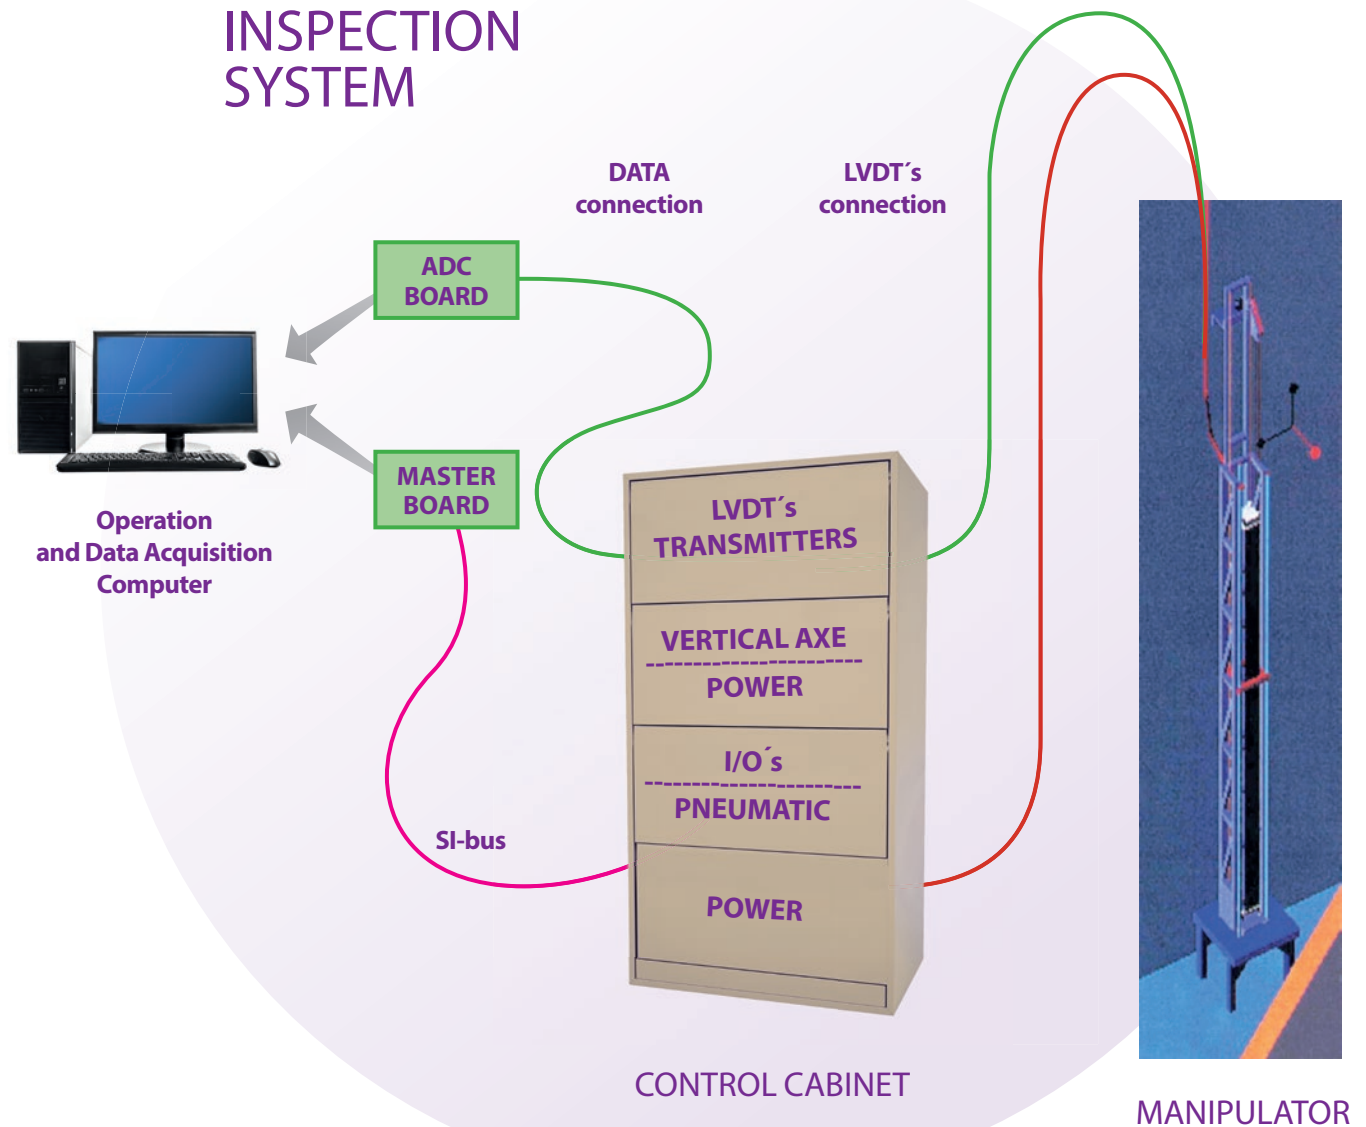 INSPECTION
SYSTEM
DATA
connection
LVDT´s
connection
ADC
BOARD
MASTER
BOARD
Operation
and Data Acquisition
Computer
SI-bus
LVDT´s
TRANSMITTERS
VERTICAL AXE
POWER
I/O´s
PNEUMATIC
POWER
CONTROL CABINET
MANIPULATOR